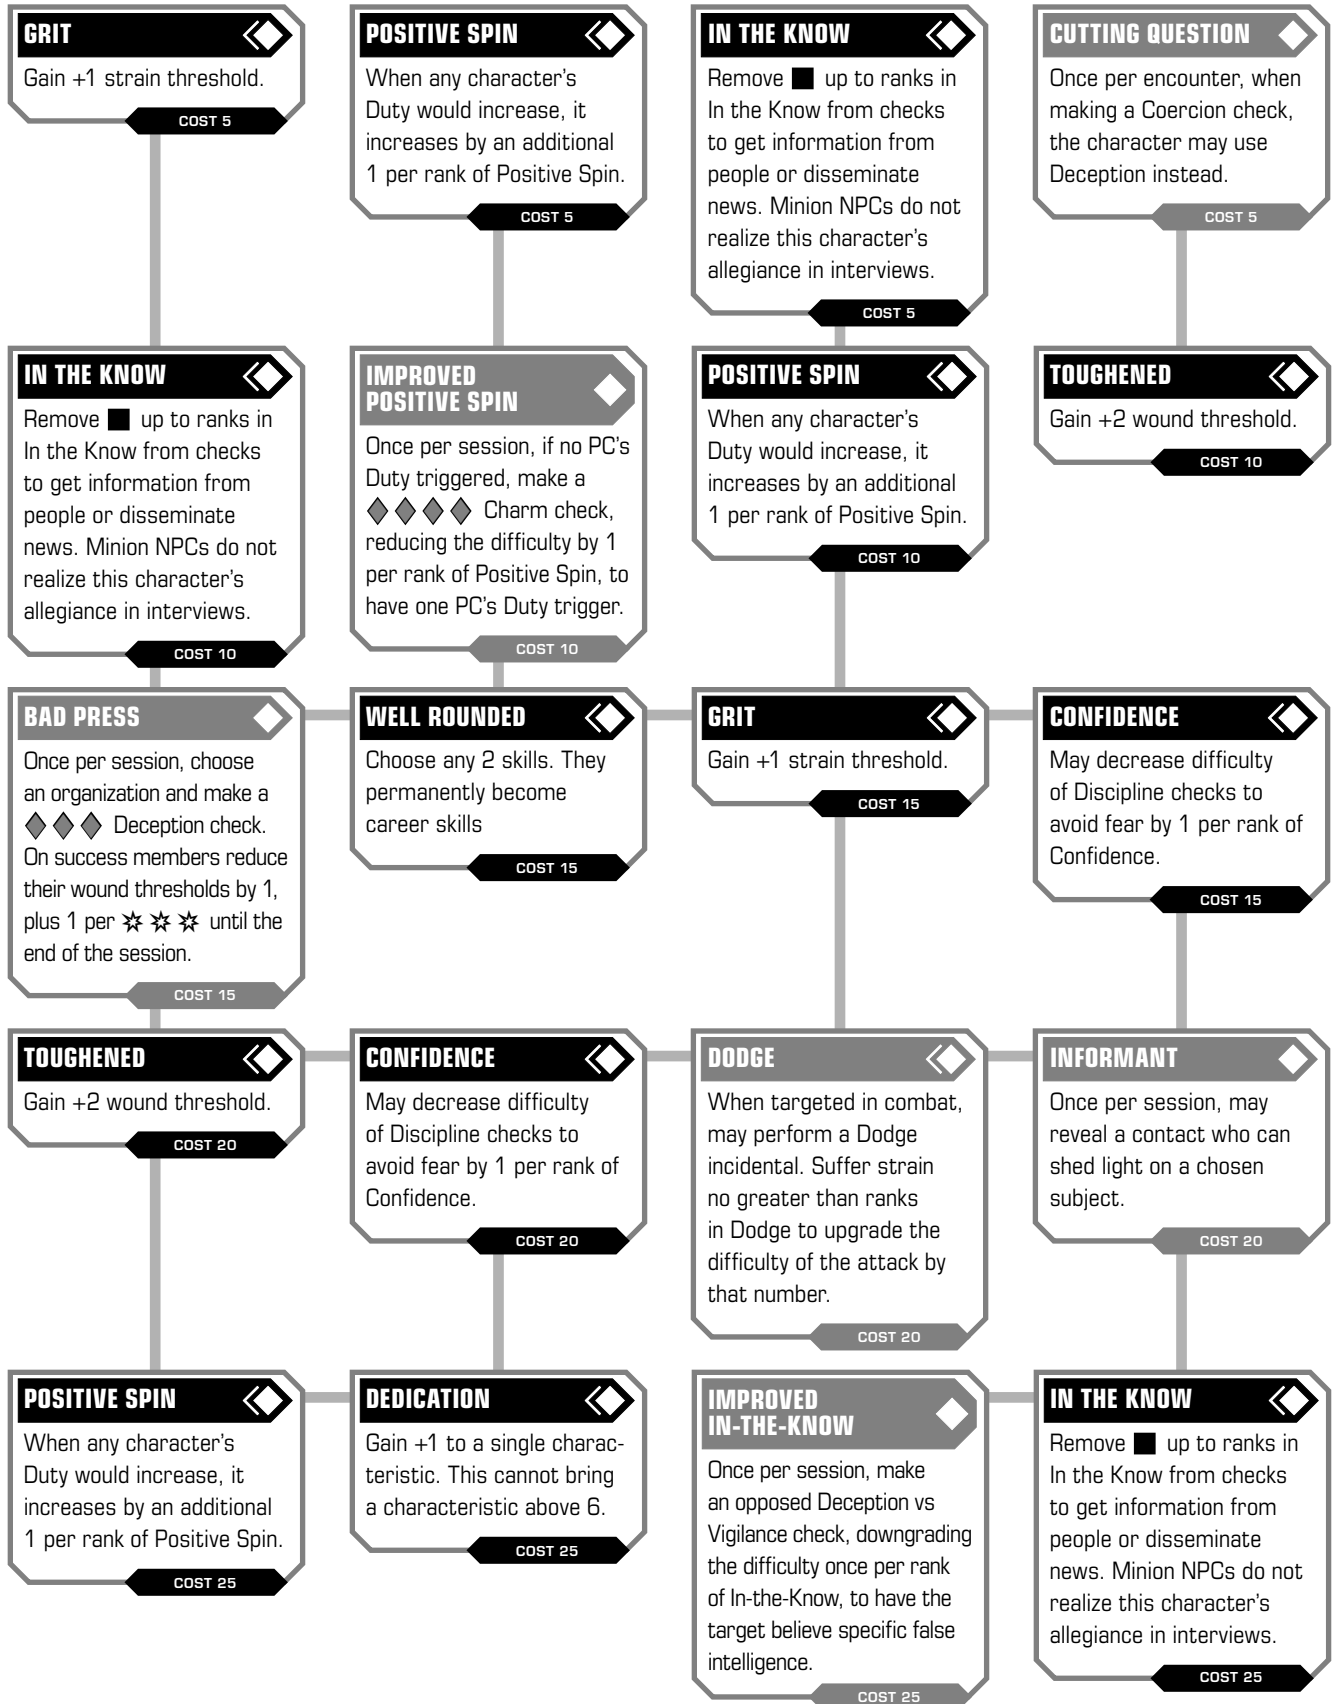 GRIT
Gain +1 strain threshold.
COST 5
POSITIVE SPIN
When any character's
Duty would increase, it
increases by an additional
1 per rank of Positive Spin.
COST 5
IN THE KNOW
Remove ■ up to ranks in
In the Know from checks
to get information from
people or disseminate
news. Minion NPCs do not
realize this character's
allegiance in interviews.
COST 5
CUTTING QUESTION
Once per encounter, when
making a Coercion check,
the character may use
Deception instead.
COST 5
IN THE KNOW
Remove ■ up to ranks in
In the Know from checks
to get information from
people or disseminate
news. Minion NPCs do not
realize this character's
allegiance in interviews.
COST 10
IMPROVED
POSITIVE SPIN
Once per session, if no PC's
Duty triggered, make a
◆ ◆ ◆ ◆ Charm check,
reducing the difficulty by 1
per rank of Positive Spin, to
have one PC's Duty trigger.
COST 10
POSITIVE SPIN
When any character's
Duty would increase, it
increases by an additional
1 per rank of Positive Spin.
COST 10
TOUGHENED
Gain +2 wound threshold.
COST 10
BAD PRESS
Once per session, choose
an organization and make a
◆ ◆ ◆ Deception check.
On success members reduce
their wound thresholds by 1,
plus 1 per ✲ ✲ ✲ until the
end of the session.
COST 15
WELL ROUNDED
Choose any 2 skills. They
permanently become
career skills
COST 15
GRIT
Gain +1 strain threshold.
COST 15
CONFIDENCE
May decrease difficulty
of Discipline checks to
avoid fear by 1 per rank of
Confidence.
COST 15
TOUGHENED
Gain +2 wound threshold.
COST 20
CONFIDENCE
May decrease difficulty
of Discipline checks to
avoid fear by 1 per rank of
Confidence.
COST 20
DODGE
When targeted in combat,
may perform a Dodge
incidental. Suffer strain
no greater than ranks
in Dodge to upgrade the
difficulty of the attack by
that number.
COST 20
INFORMANT
Once per session, may
reveal a contact who can
shed light on a chosen
subject.
COST 20
POSITIVE SPIN
When any character's
Duty would increase, it
increases by an additional
1 per rank of Positive Spin.
COST 25
DEDICATION
Gain +1 to a single charac-
teristic. This cannot bring
a characteristic above 6.
COST 25
IMPROVED
IN-THE-KNOW
Once per session, make
an opposed Deception vs
Vigilance check, downgrading
the difficulty once per rank
of In-the-Know, to have the
target believe specific false
intelligence.
COST 25
IN THE KNOW
Remove ■ up to ranks in
In the Know from checks
to get information from
people or disseminate
news. Minion NPCs do not
realize this character's
allegiance in interviews.
COST 25